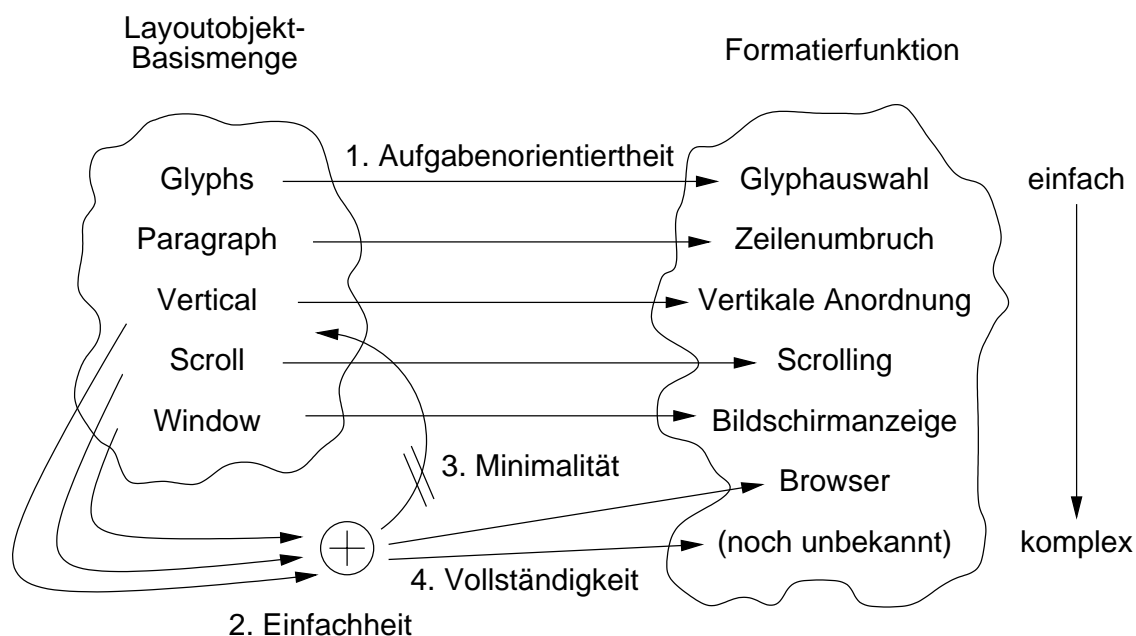 Layoutobjekt-
Basismenge
Formatierfunktion
1. Aufgabenorientiertheit
Glyphs
Glyphauswahl
einfach
Paragraph
Zeilenumbruch
Vertical
Vertikale Anordnung
Scroll
Scrolling
Window
Bildschirmanzeige
3. Minimalität
Browser
(noch unbekannt)
komplex
4. Vollständigkeit
2. Einfachheit